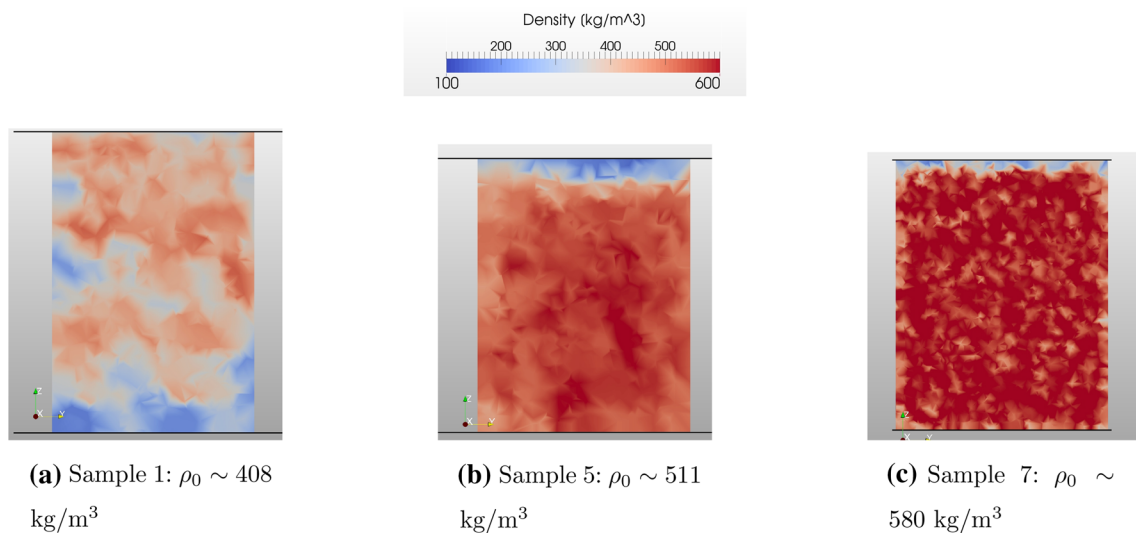 Density (kg/m^3)
200 300 400 500
100 600
Z
X Y
Z
X Y
Z
X Y
(a) Sample 1: ρ₀ ∼ 408
kg/m³
(b) Sample 5: ρ₀ ∼ 511
kg/m³
(c) Sample 7: ρ₀ ∼
580 kg/m³